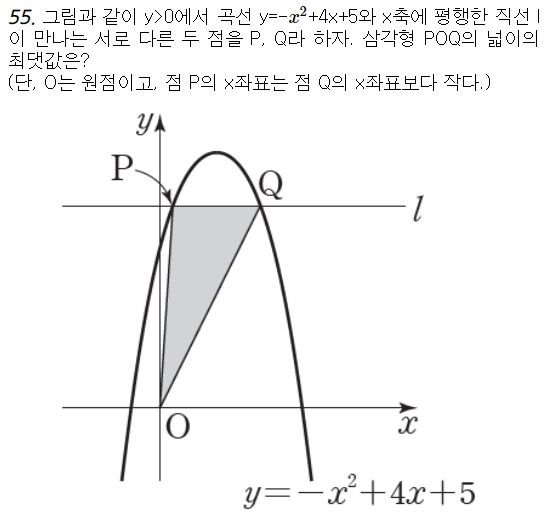 55. 그림과 같이 y>0에서 곡선 y=-x²+4x+5와 x축에 평행한 직선 l
이 만나는 서로 다른 두 점을 P, Q라 하자. 삼각형 POQ의 넓이의
최댓값은?
(단, O는 원점이고, 점 P의 x좌표는 점 Q의 x좌표보다 작다.)
y
P
Q
l
O
x
y=-x²+4x+5